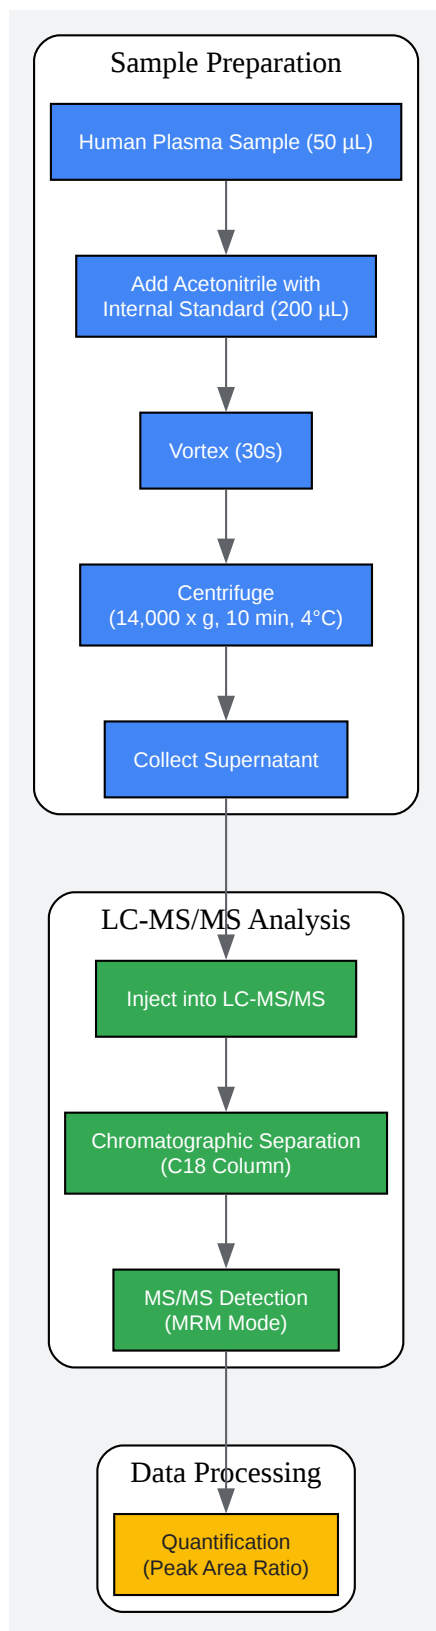 Sample Preparation
Human Plasma Sample (50 µL)
Add Acetonitrile with
Internal Standard (200 µL)
Vortex (30s)
Centrifuge
(14,000 x g, 10 min, 4°C)
Collect Supernatant
LC-MS/MS Analysis
Inject into LC-MS/MS
Chromatographic Separation
(C18 Column)
MS/MS Detection
(MRM Mode)
Data Processing
Quantification
(Peak Area Ratio)